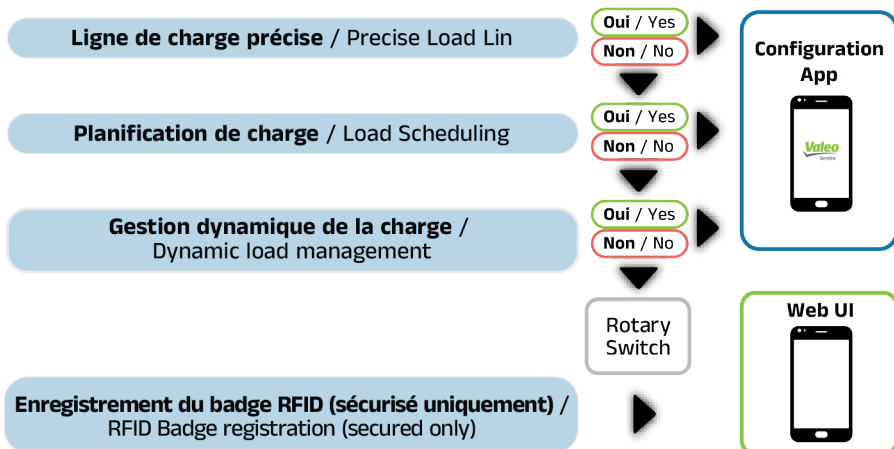 Ligne de charge précise / Precise Load Lin
Oui / Yes
Non / No
Configuration
App
Valeo
Service
Planification de charge / Load Scheduling
Oui / Yes
Non / No
Gestion dynamique de la charge /
Dynamic load management
Oui / Yes
Non / No
Rotary
Switch
Web UI
Enregistrement du badge RFID (sécurisé uniquement) /
RFID Badge registration (secured only)